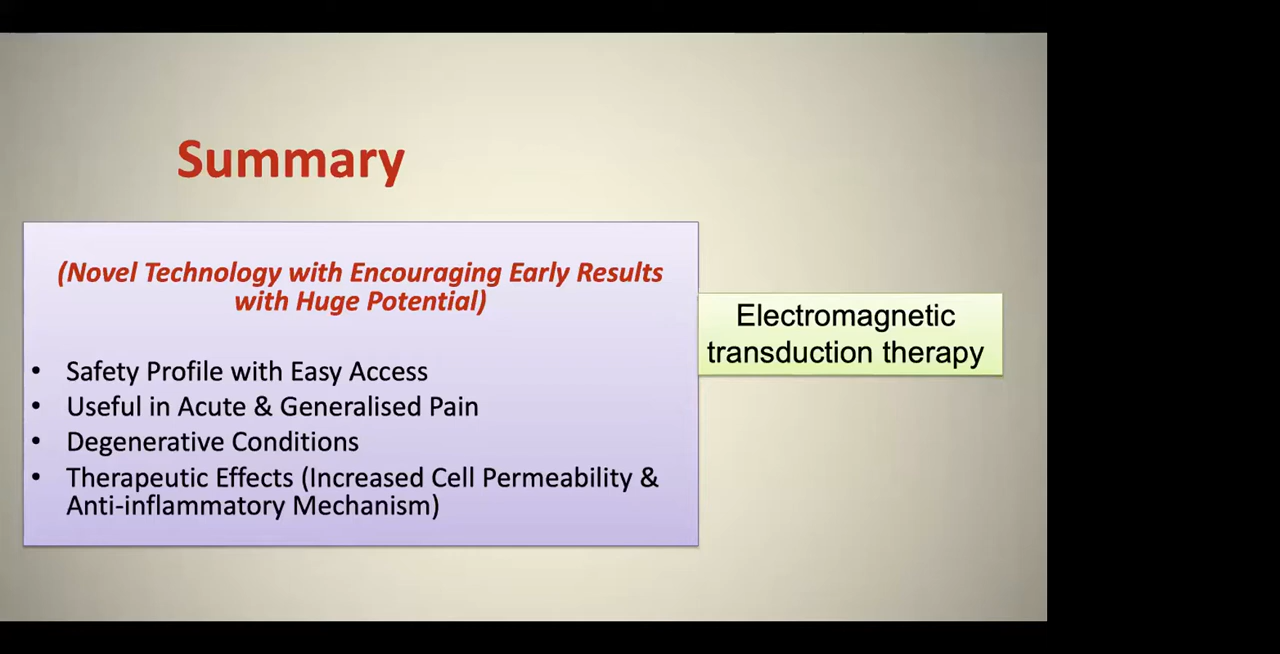 Summary
(Novel Technology with Encouraging Early Results
with Huge Potential)
• Safety Profile with Easy Access
• Useful in Acute & Generalised Pain
• Degenerative Conditions
• Therapeutic Effects (Increased Cell Permeability &
Anti-inflammatory Mechanism)
Electromagnetic
transduction therapy